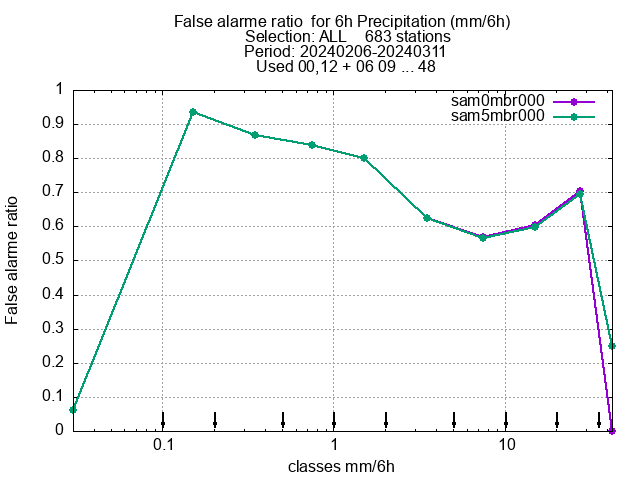 False alarme ratio  for 6h Precipitation (mm/6h)
Selection: ALL    683 stations
Period: 20240206-20240311
Used 00,12 + 06 09 ... 48
sam0mbr000
sam5mbr000
1
0.9
0.8
0.7
0.6
0.5
0.4
0.3
0.2
0.1
0
False alarme ratio
0.1 1 10
classes mm/6h